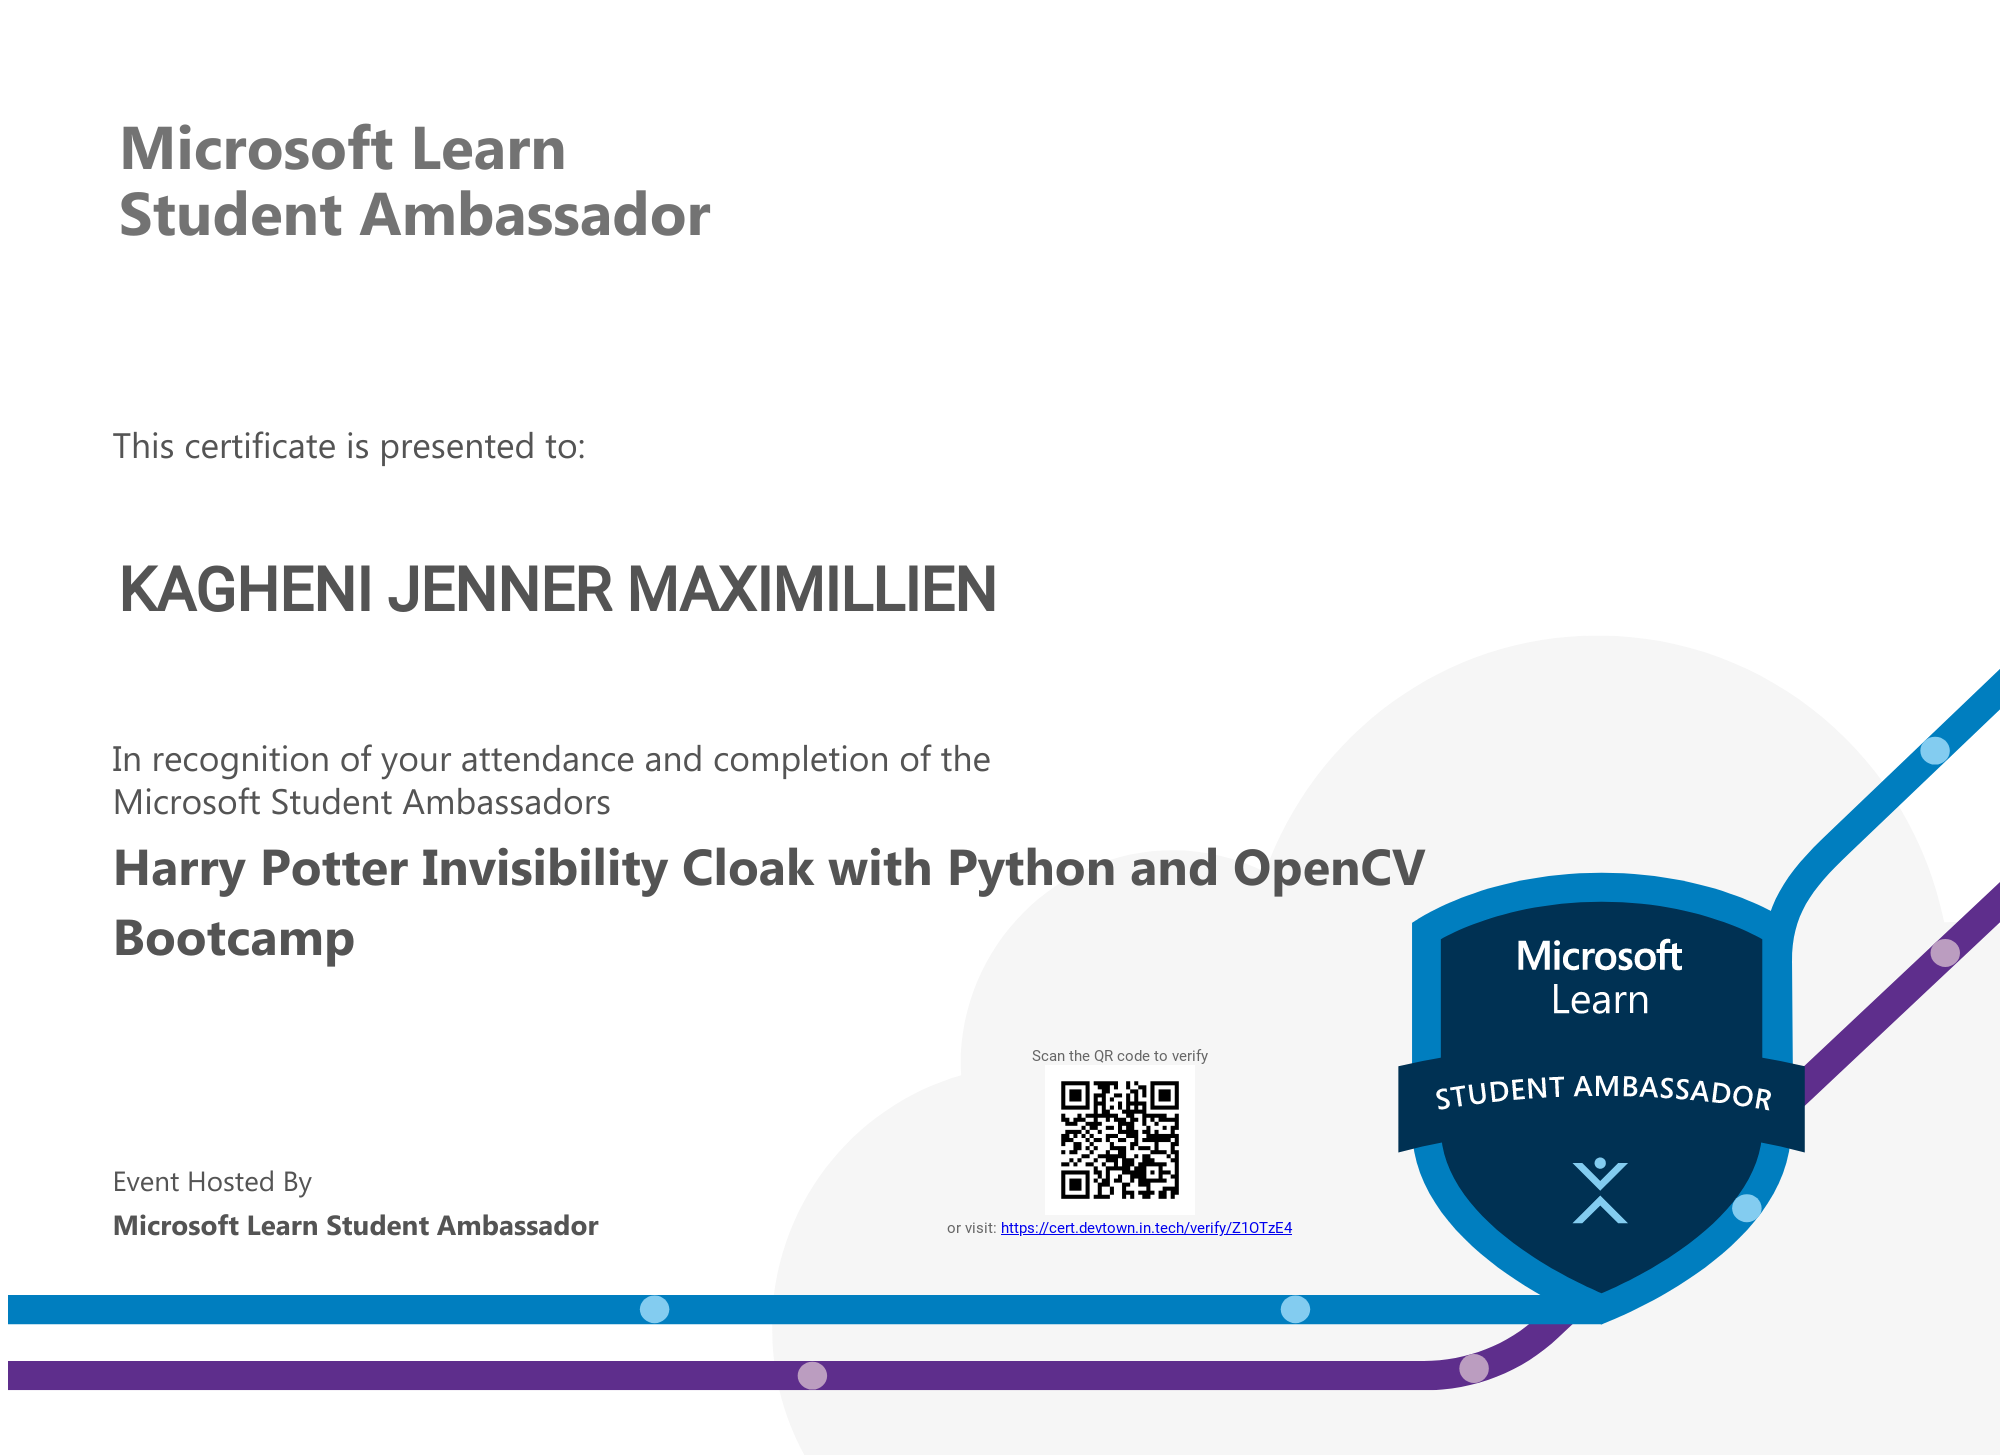 Microsoft Learn
Student Ambassador
This certificate is presented to:
KAGHENI JENNER MAXIMILLIEN
In recognition of your attendance and completion of the
Microsoft Student Ambassadors
Harry Potter Invisibility Cloak with Python and OpenCV
Bootcamp
Microsoft
Learn
STUDENT AMBASSADOR
Scan the QR code to verify
or visit: https://cert.devtown.in.tech/verify/Z1OTzE4
Event Hosted By
Microsoft Learn Student Ambassador